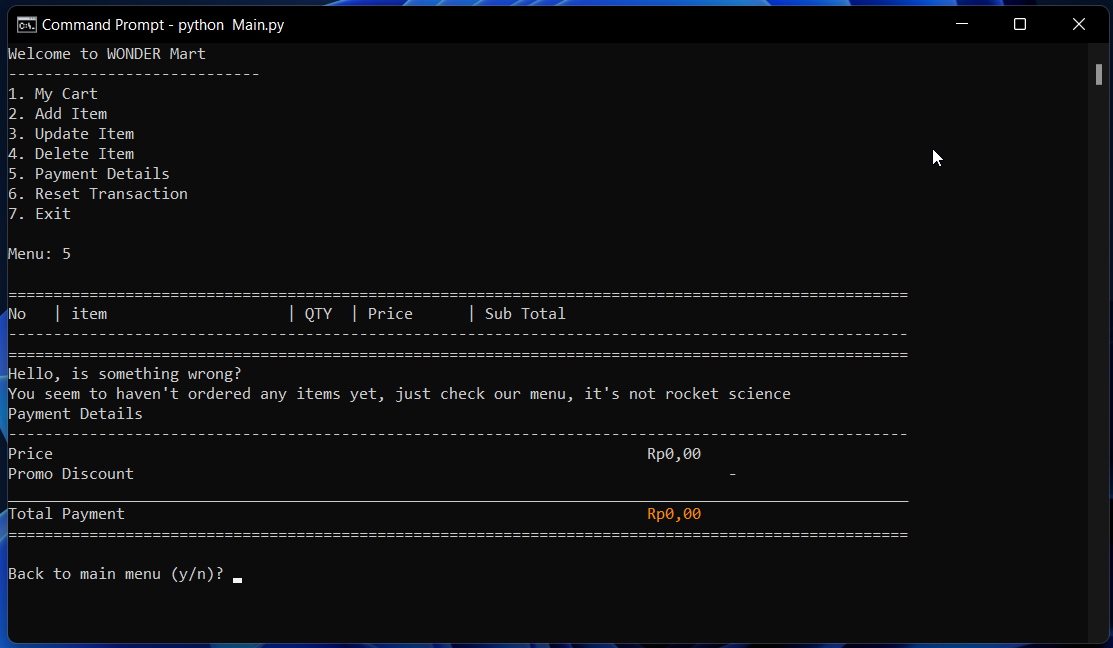 Command Prompt - python  Main.py
Welcome to WONDER Mart
----------------------------
1. My Cart
2. Add Item
3. Update Item
4. Delete Item
5. Payment Details
6. Reset Transaction
7. Exit
Menu: 5
====================================================================================================
No   | item                    | QTY  | Price      | Sub Total
----------------------------------------------------------------------------------------------------
====================================================================================================
Hello, is something wrong?
You seem to haven't ordered any items yet, just check our menu, it's not rocket science
Payment Details
----------------------------------------------------------------------------------------------------
Price                                                                  Rp0,00
Promo Discount                                                                  -
____________________________________________________________________________________________________
Total Payment                                                          Rp0,00
====================================================================================================
Back to main menu (y/n)?